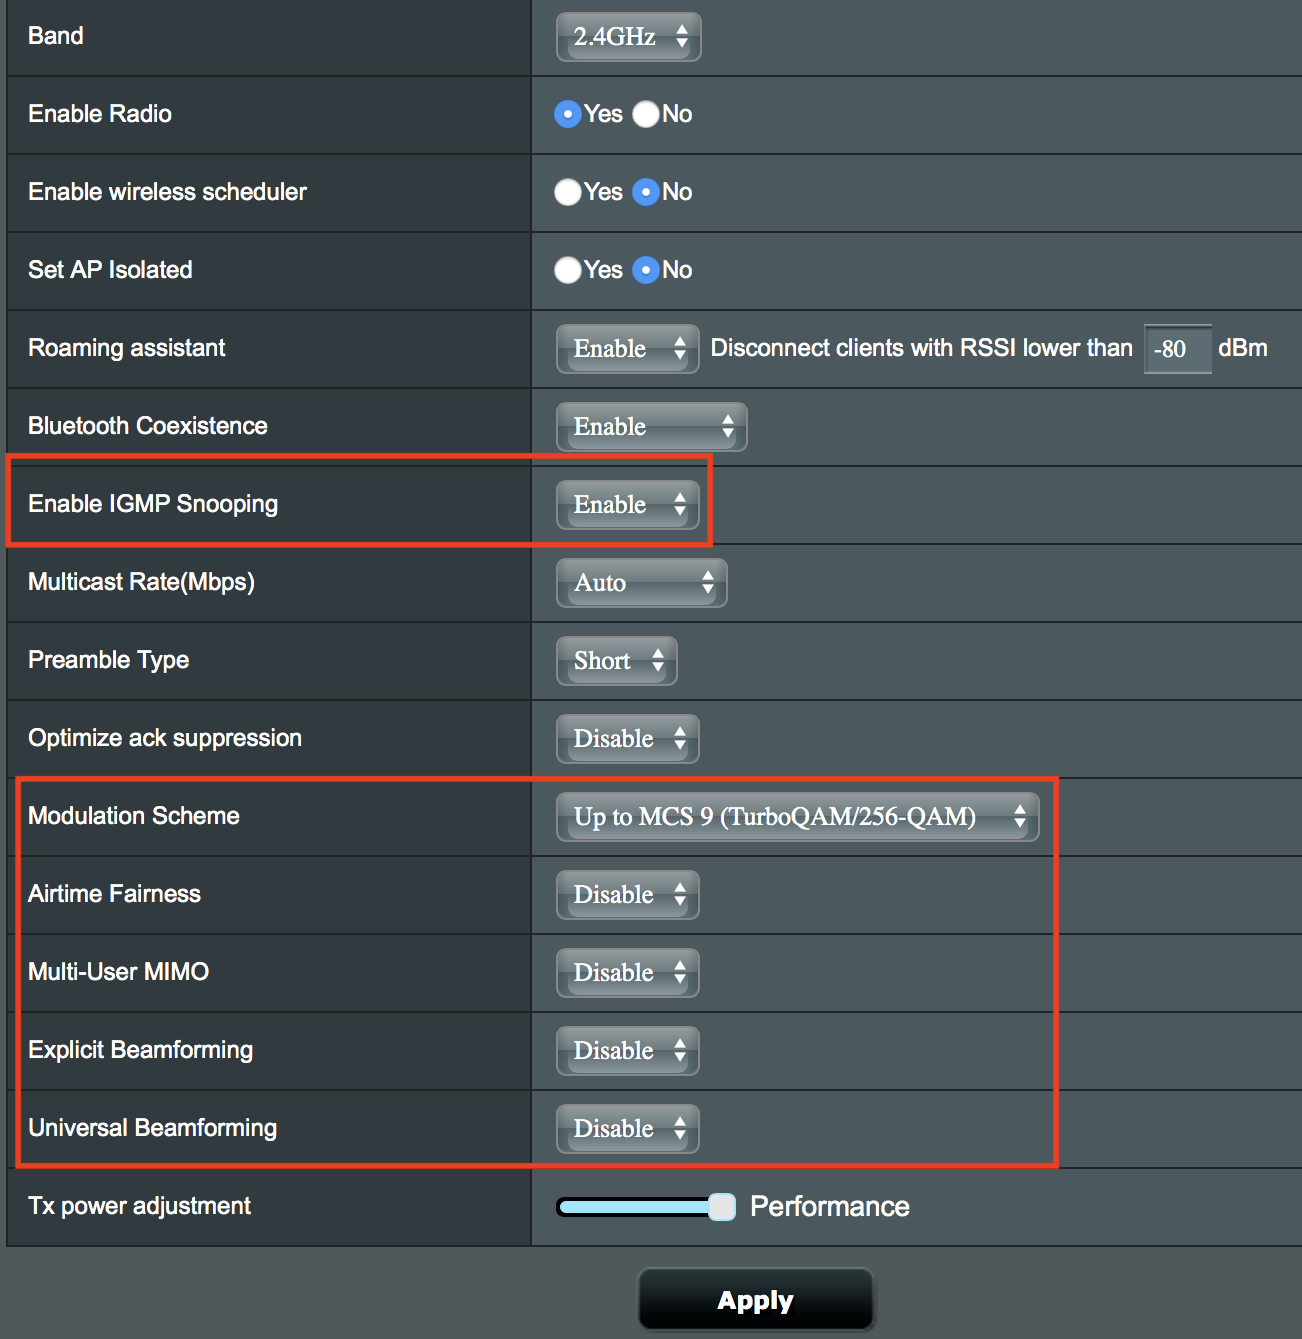 Band 2.4GHz
Enable Radio Yes No
Enable wireless scheduler Yes No
Set AP Isolated Yes No
Roaming assistant Enable Disconnect clients with RSSI lower than -80 dBm
Bluetooth Coexistence Enable
Enable IGMP Snooping Enable
Multicast Rate(Mbps) Auto
Preamble Type Short
Optimize ack suppression Disable
Modulation Scheme Up to MCS 9 (TurboQAM/256-QAM)
Airtime Fairness Disable
Multi-User MIMO Disable
Explicit Beamforming Disable
Universal Beamforming Disable
Tx power adjustment Performance
Apply